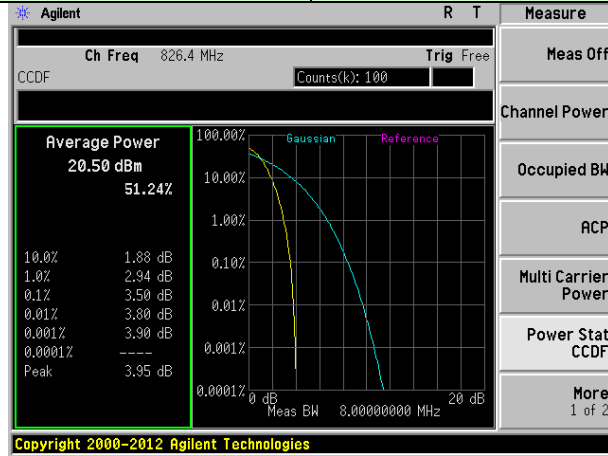 Agilent R T Measure
Ch Freq 826.4 MHz Trig Free
CCDF Counts(k): 100
Meas Off
Channel Power
Occupied BW
ACP
Multi Carrier
Power
Power Stat
CCDF
More
1 of 2
Average Power
20.50 dBm
51.24%
10.0% 1.88 dB
1.0% 2.94 dB
0.1% 3.50 dB
0.01% 3.80 dB
0.001% 3.90 dB
0.0001% ----
Peak 3.95 dB
Gaussian Reference
100.00%
10.00%
1.00%
0.10%
0.01%
0.001%
0.0001%
0 dB 20 dB
Meas BW 8.00000000 MHz
Copyright 2000-2012 Agilent Technologies